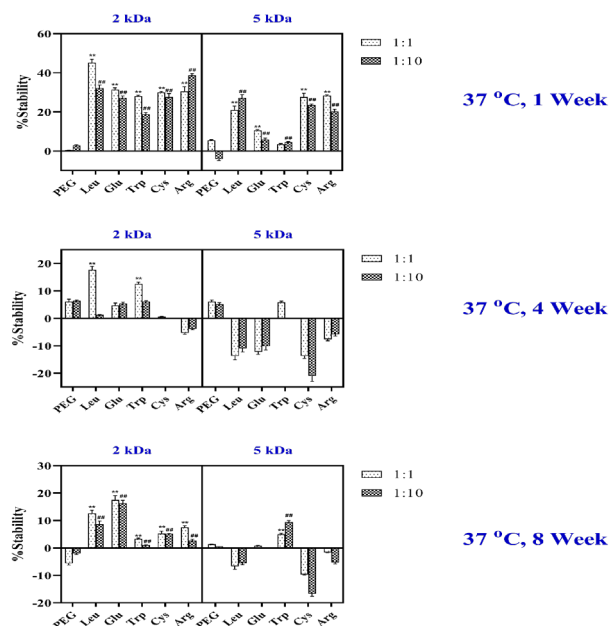 2 kDa 5 kDa
60
40
20
0
%Stability
** ## ** ## ** ## ** ## ** ##
** ## ** ## ** ## ** ## ** ##
1:1
1:10
PEG Leu Glu Trp Cys Arg PEG Leu Glu Trp Cys Arg
37 °C, 1 Week
2 kDa 5 kDa
20
10
0
-10
-20
%Stability
** **
1:1
1:10
PEG Leu Glu Trp Cys Arg PEG Leu Glu Trp Cys Arg
37 °C, 4 Week
2 kDa 5 kDa
30
20
10
0
-10
-20
%Stability
** ## ** ## ** ## ** ## ** ##
** ##
1:1
1:10
PEG Leu Glu Trp Cys Arg PEG Leu Glu Trp Cys Arg
37 °C, 8 Week